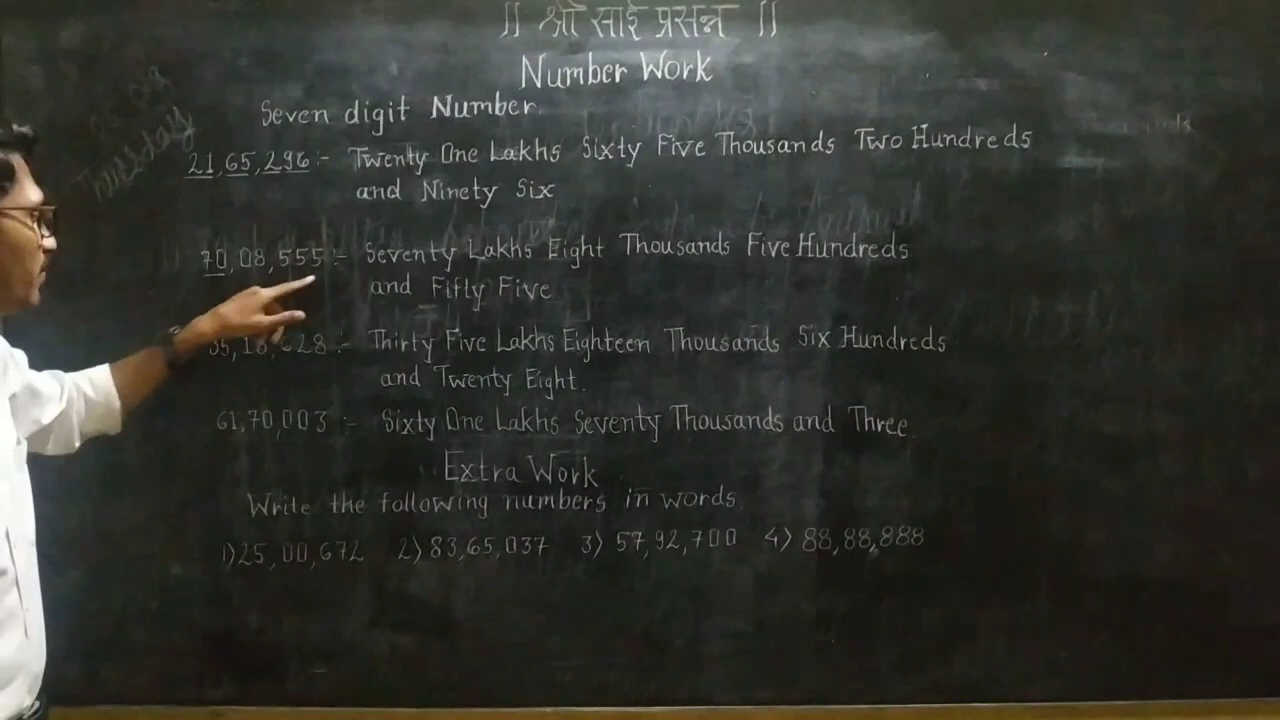 || श्री साई प्रसन्न ||
Number Work
Seven digit Number.
Thursday
21,65,296 :- Twenty One Lakhs Sixty Five Thousands Two Hundreds
and Ninety Six
70,08,555 :- Seventy Lakhs Eight Thousands Five Hundreds
and Fifty Five
35,18,628 :- Thirty Five Lakhs Eighteen Thousands Six Hundreds
and Twenty Eight.
61,70,003 :- Sixty One Lakhs Seventy Thousands and Three
Extra Work
Write the following numbers in words.
1) 25,00,672 2) 83,65,037 3) 57,92,700 4) 88,88,888